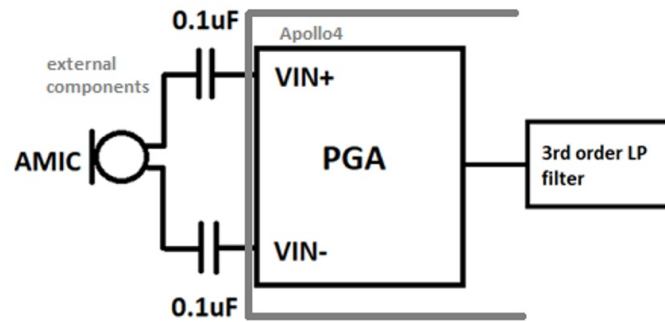 0.1uF
Apollo4
external
components
VIN+
AMIC
PGA
3rd order LP
filter
VIN-
0.1uF